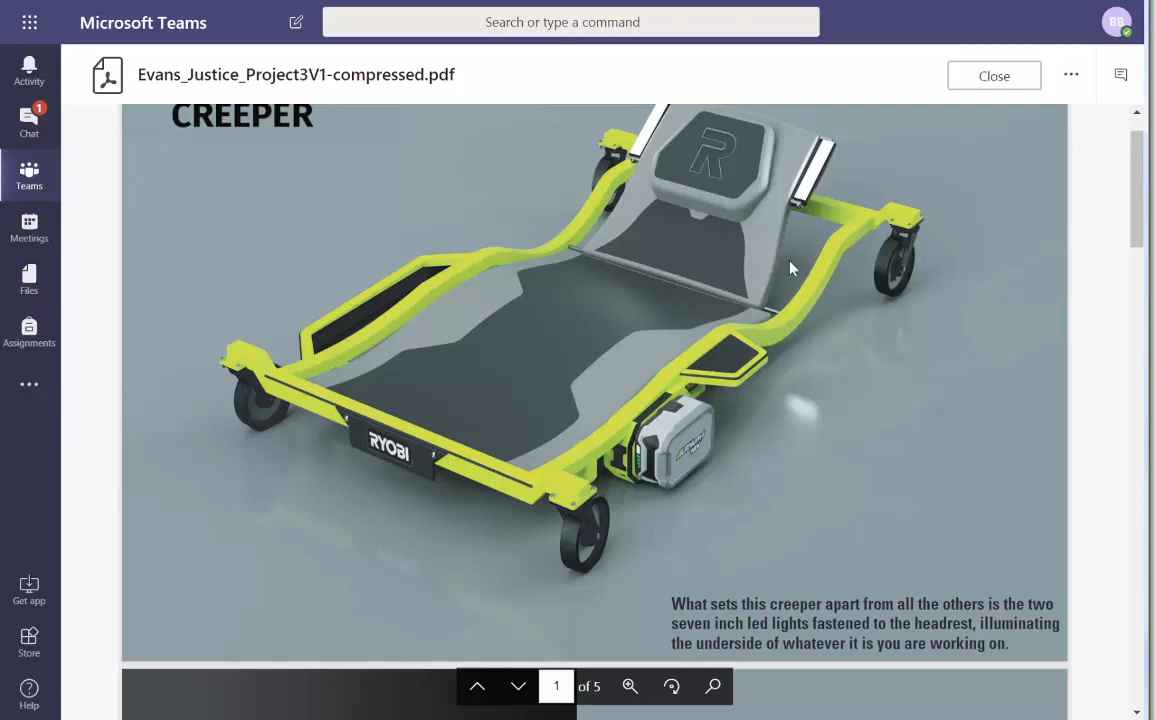 Microsoft Teams
Search or type a command
BB
Activity
Evans_Justice_Project3V1-compressed.pdf
Close
1
Chat
CREEPER
R
Teams
Meetings
Files
Assignments
RYOBI
Get app
What sets this creeper apart from all the others is the two
seven inch led lights fastened to the headrest, illuminating
the underside of whatever it is you are working on.
Store
1 of 5
Help